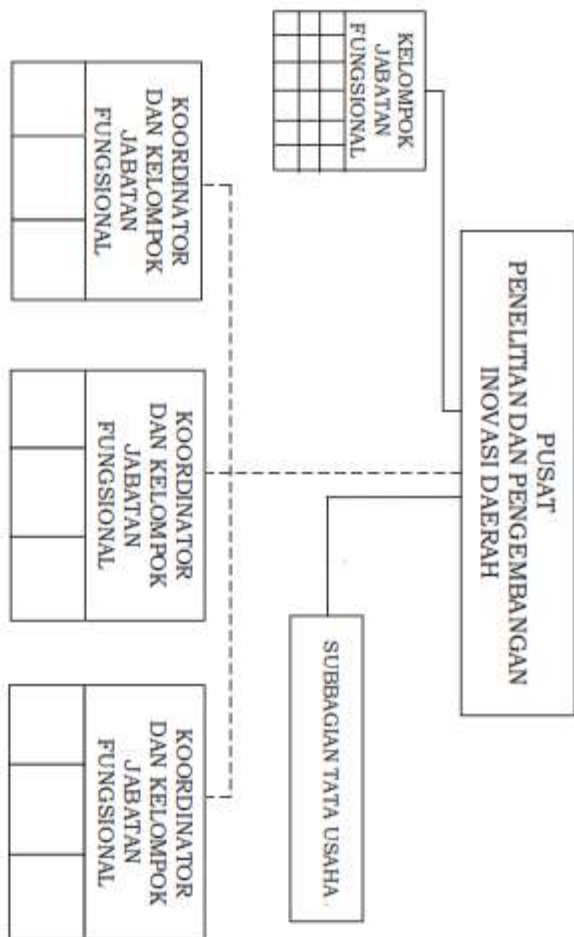 PUSAT
PENELITIAN DAN PENGEMBANGAN
INOVASI DAERAH
KELOMPOK
JABATAN
FUNGSIONAL
SUBBAGIAN TATA USAHA
KOORDINATOR
DAN KELOMPOK
JABATAN
FUNGSIONAL
KOORDINATOR
DAN KELOMPOK
JABATAN
FUNGSIONAL
KOORDINATOR
DAN KELOMPOK
JABATAN
FUNGSIONAL